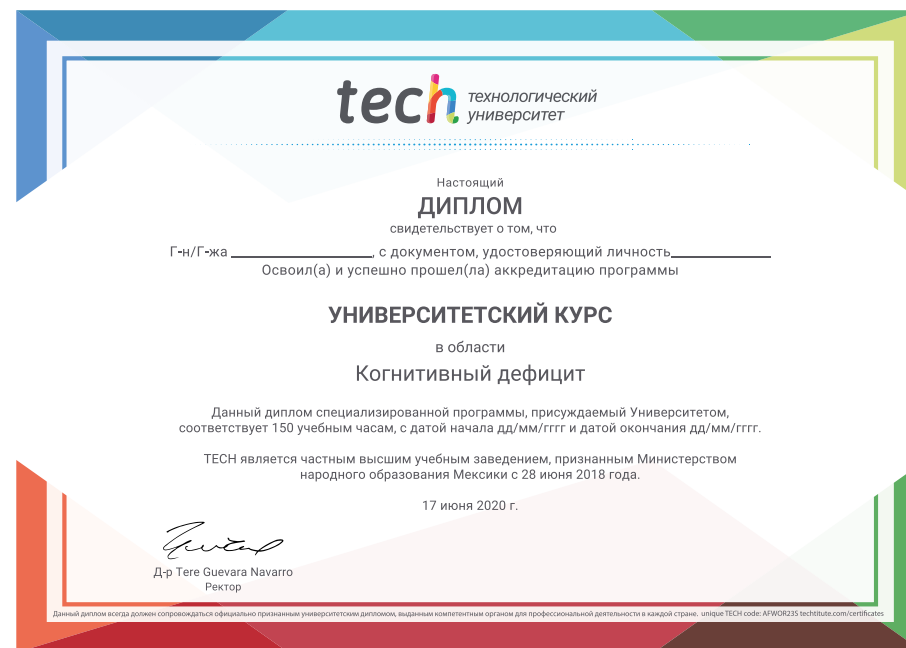 tech технологический
университет
Настоящий
ДИПЛОМ
свидетельствует о том, что
Г-н/Г-жа , с документом, удостоверяющий личность
Освоил(а) и успешно прошел(ла) аккредитацию программы
УНИВЕРСИТЕТСКИЙ КУРС
в области
Когнитивный дефицит
Данный диплом специализированной программы, присуждаемый Университетом,
соответствует 150 учебным часам, с датой начала дд/мм/гггг и датой окончания дд/мм/гггг.
TECH является частным высшим учебным заведением, признанным Министерством
народного образования Мексики с 28 июня 2018 года.
17 июня 2020 г.
Д-р Tere Guevara Navarro
Ректор
Данный диплом всегда должен сопровождаться официально признанным университетским дипломом, выданным компетентным органом для профессиональной деятельности в каждой стране. unique TECH code: AFWOR23S techtitute.com/certificates